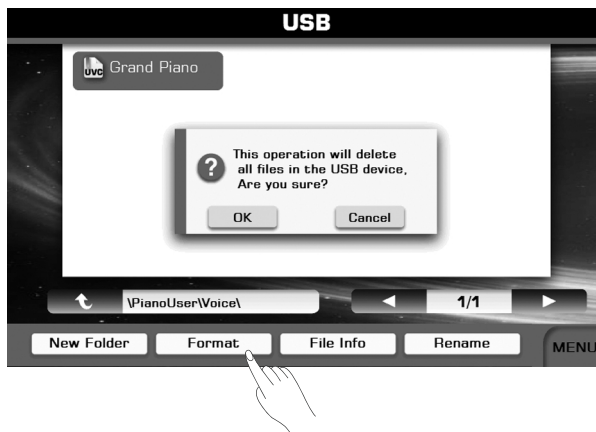 USB
UVC
Grand Piano
This operation will delete
all files in the USB device,
Are you sure?
OK
Cancel
\PianoUser\Voice\
1/1
New Folder
Format
File Info
Rename
MENU